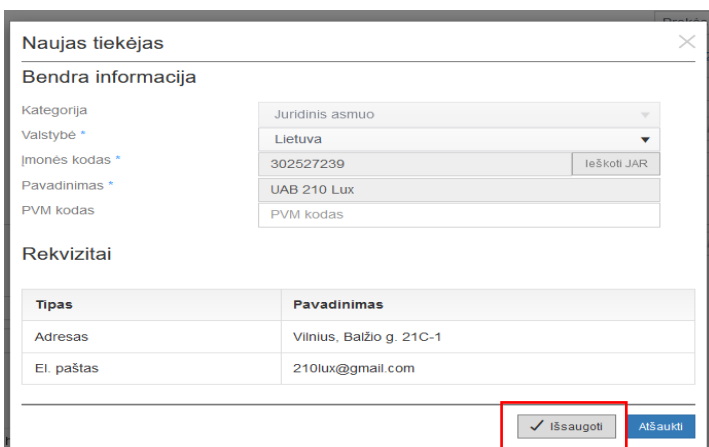 Naujas tiekėjas
Bendra informacija
Kategorija Juridinis asmuo
Valstybė * Lietuva
Įmonės kodas * 302527239 Ieškoti JAR
Pavadinimas * UAB 210 Lux
PVM kodas PVM kodas
Rekvizitai
Tipas Pavadinimas
Adresas Vilnius, Balžio g. 21C-1
El. paštas 210lux@gmail.com
Išsaugoti Atšaukti